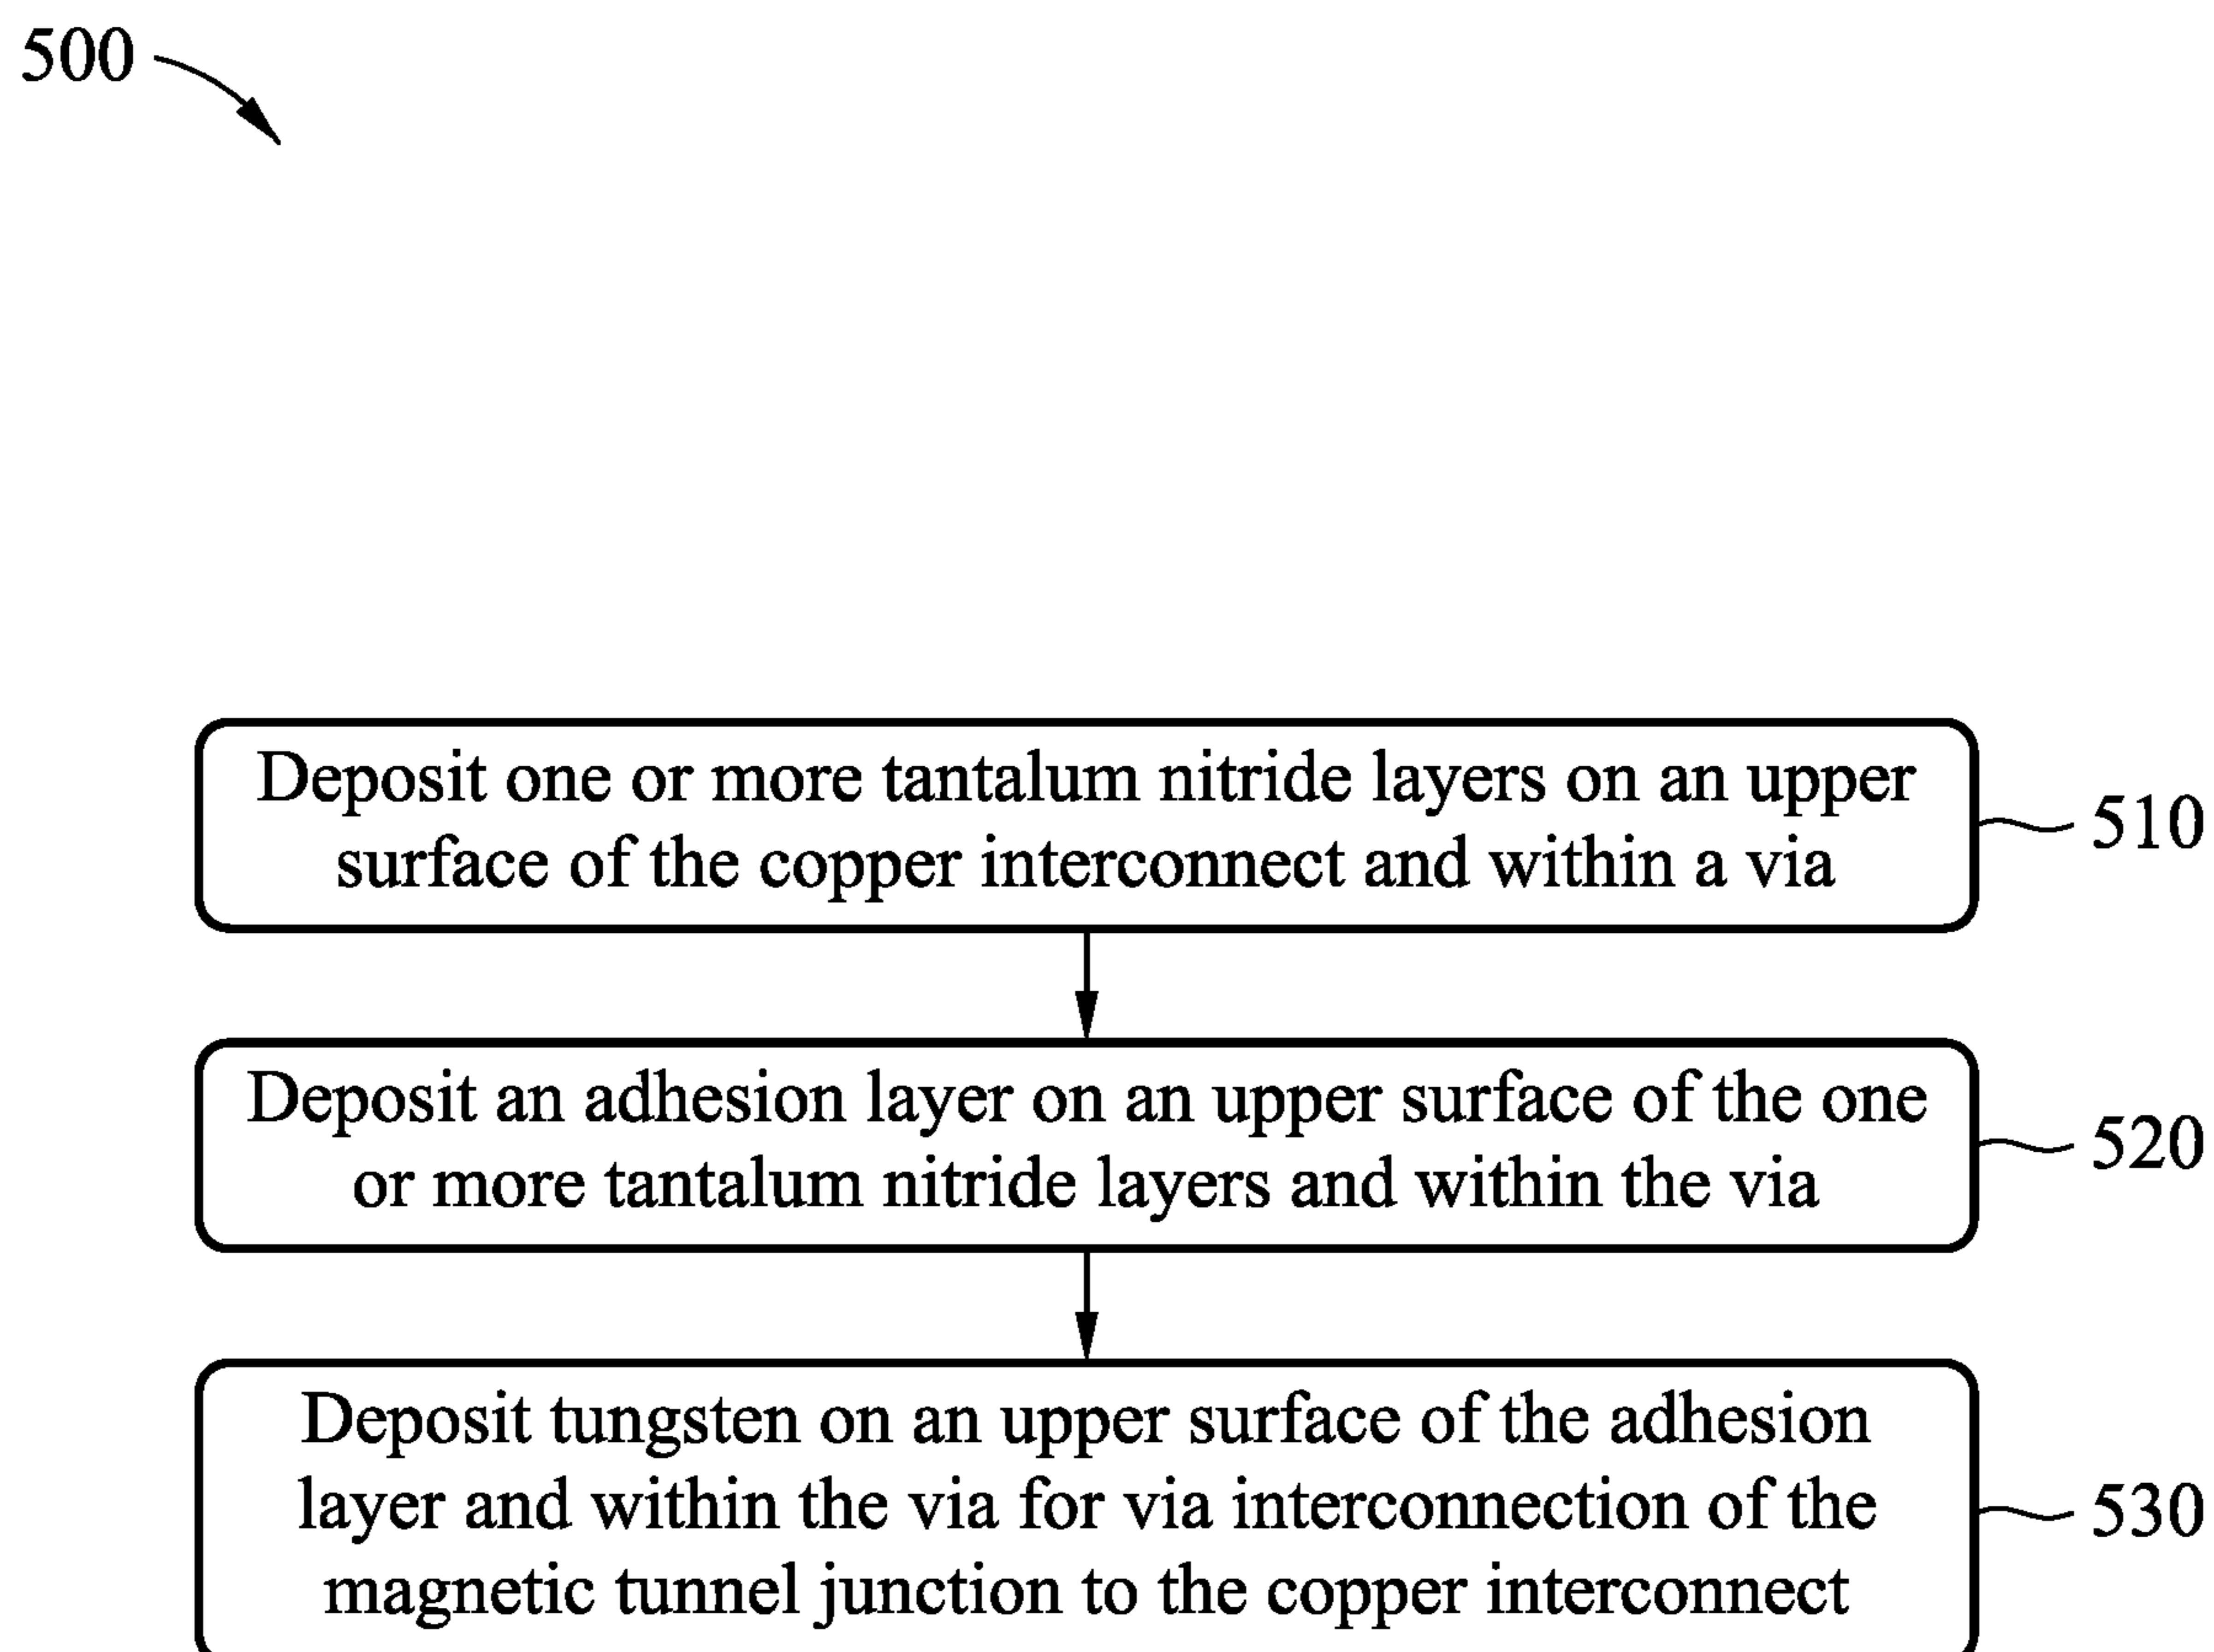 500
Deposit one or more tantalum nitride layers on an upper
surface of the copper interconnect and within a via
510
Deposit an adhesion layer on an upper surface of the one
or more tantalum nitride layers and within the via
520
Deposit tungsten on an upper surface of the adhesion
layer and within the via for via interconnection of the
magnetic tunnel junction to the copper interconnect
530